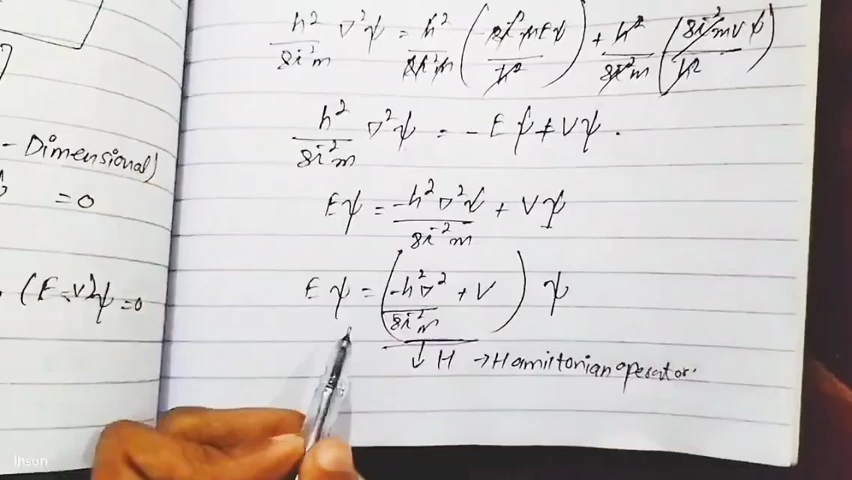 - Dimensional)
=0
(E-V)ψ=0
h²/8π²m ∇²ψ = h²/8π²m (8π²mEψ/h²) + h²/8π²m (8π²mVψ/h²)
h²/8π²m ∇²ψ = -Eψ+Vψ.
Eψ = -h²∇²ψ/8π²m + Vψ
Eψ = (-h²∇²/8π²m + V) ψ
↓ H → Hamiltonian operator.
Ihsan